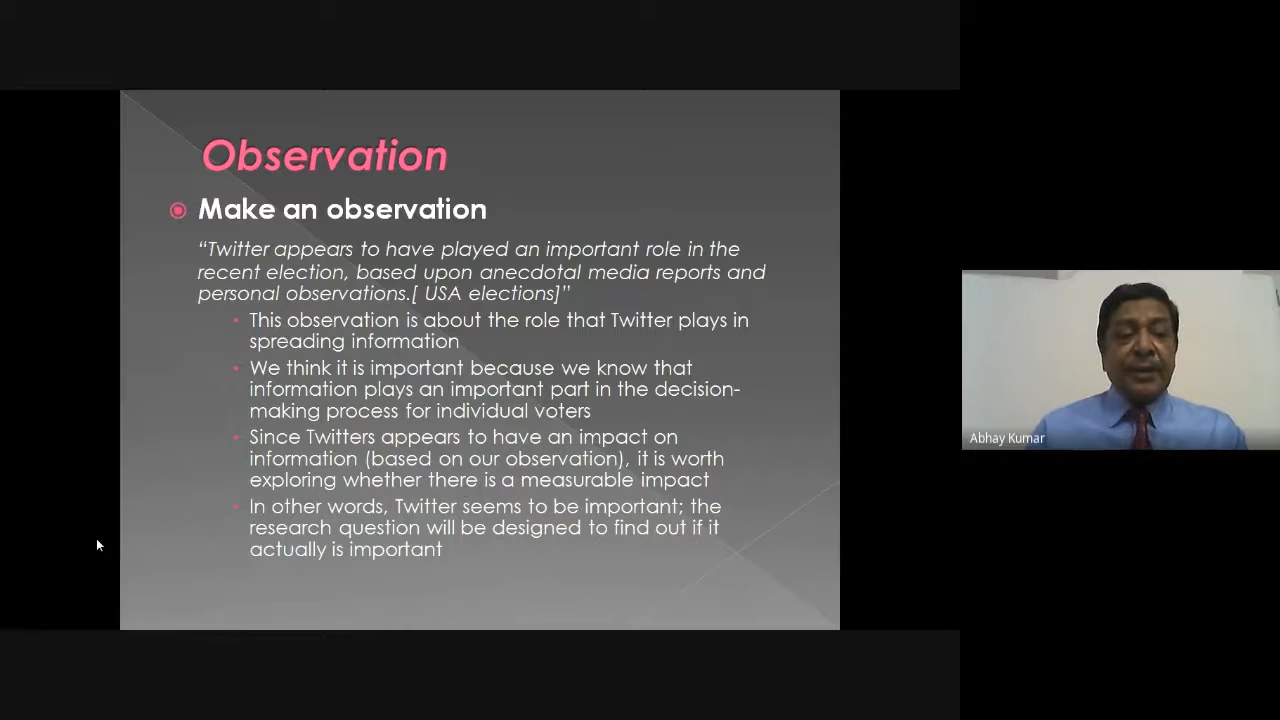 Observation
Make an observation
“Twitter appears to have played an important role in the
recent election, based upon anecdotal media reports and
personal observations.[ USA elections]”
This observation is about the role that Twitter plays in
spreading information
We think it is important because we know that
information plays an important part in the decision-
making process for individual voters
Since Twitters appears to have an impact on
information (based on our observation), it is worth
exploring whether there is a measurable impact
In other words, Twitter seems to be important; the
research question will be designed to find out if it
actually is important
Abhay Kumar